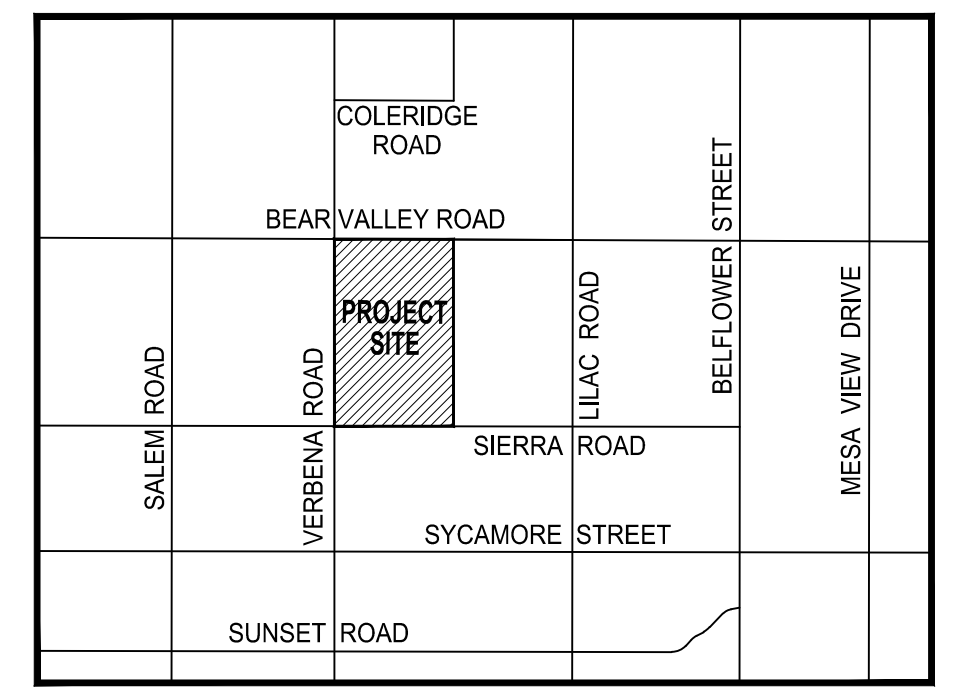 COLERIDGE
ROAD
BEAR VALLEY ROAD
BELFLOWER STREET
PROJECT
SITE
LILAC ROAD
MESA VIEW DRIVE
SALEM ROAD
VERBENA ROAD
SIERRA ROAD
SYCAMORE STREET
SUNSET ROAD